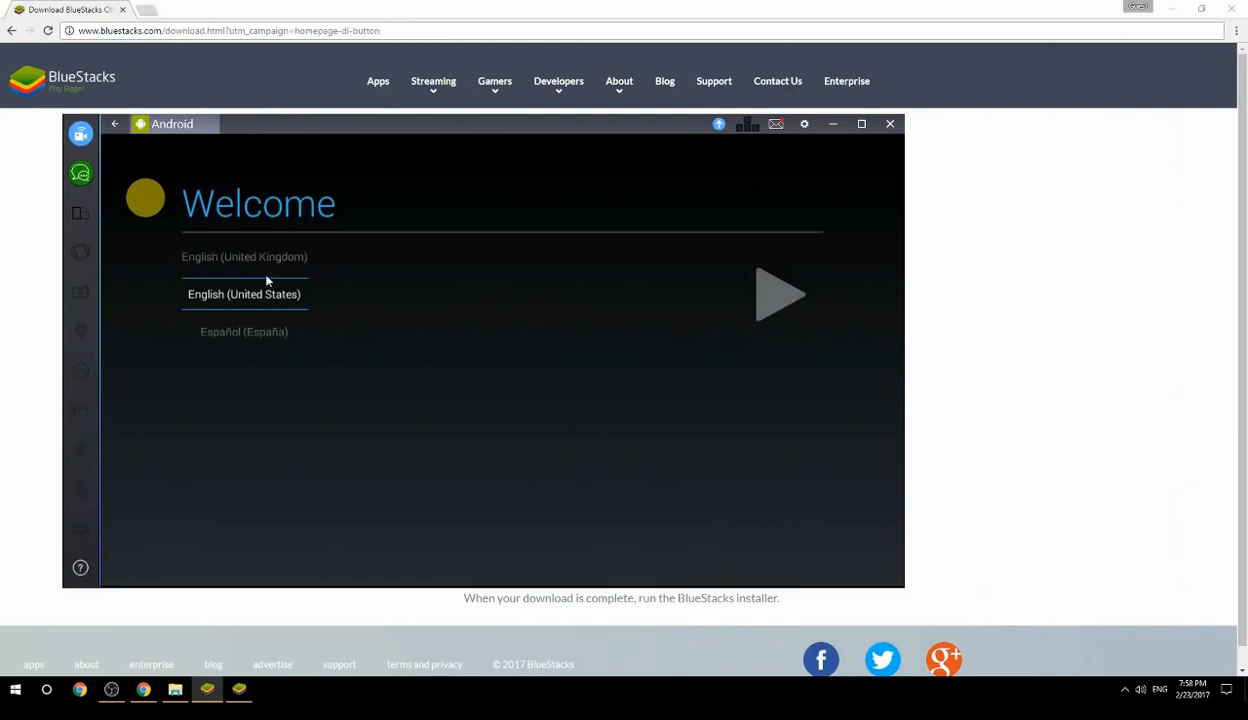 Download BlueStacks Of
Guest
www.bluestacks.com/download.html?utm_campaign=homepage-dl-button
BlueStacks
Play Bigger
Apps
Streaming
Gamers
Developers
About
Blog
Support
Contact Us
Enterprise
Android
Welcome
English (United Kingdom)
English (United States)
Español (España)
When your download is complete, run the BlueStacks installer.
apps
about
enterprise
blog
advertise
support
terms and privacy
© 2017 BlueStacks
ENG
7:58 PM
2/23/2017